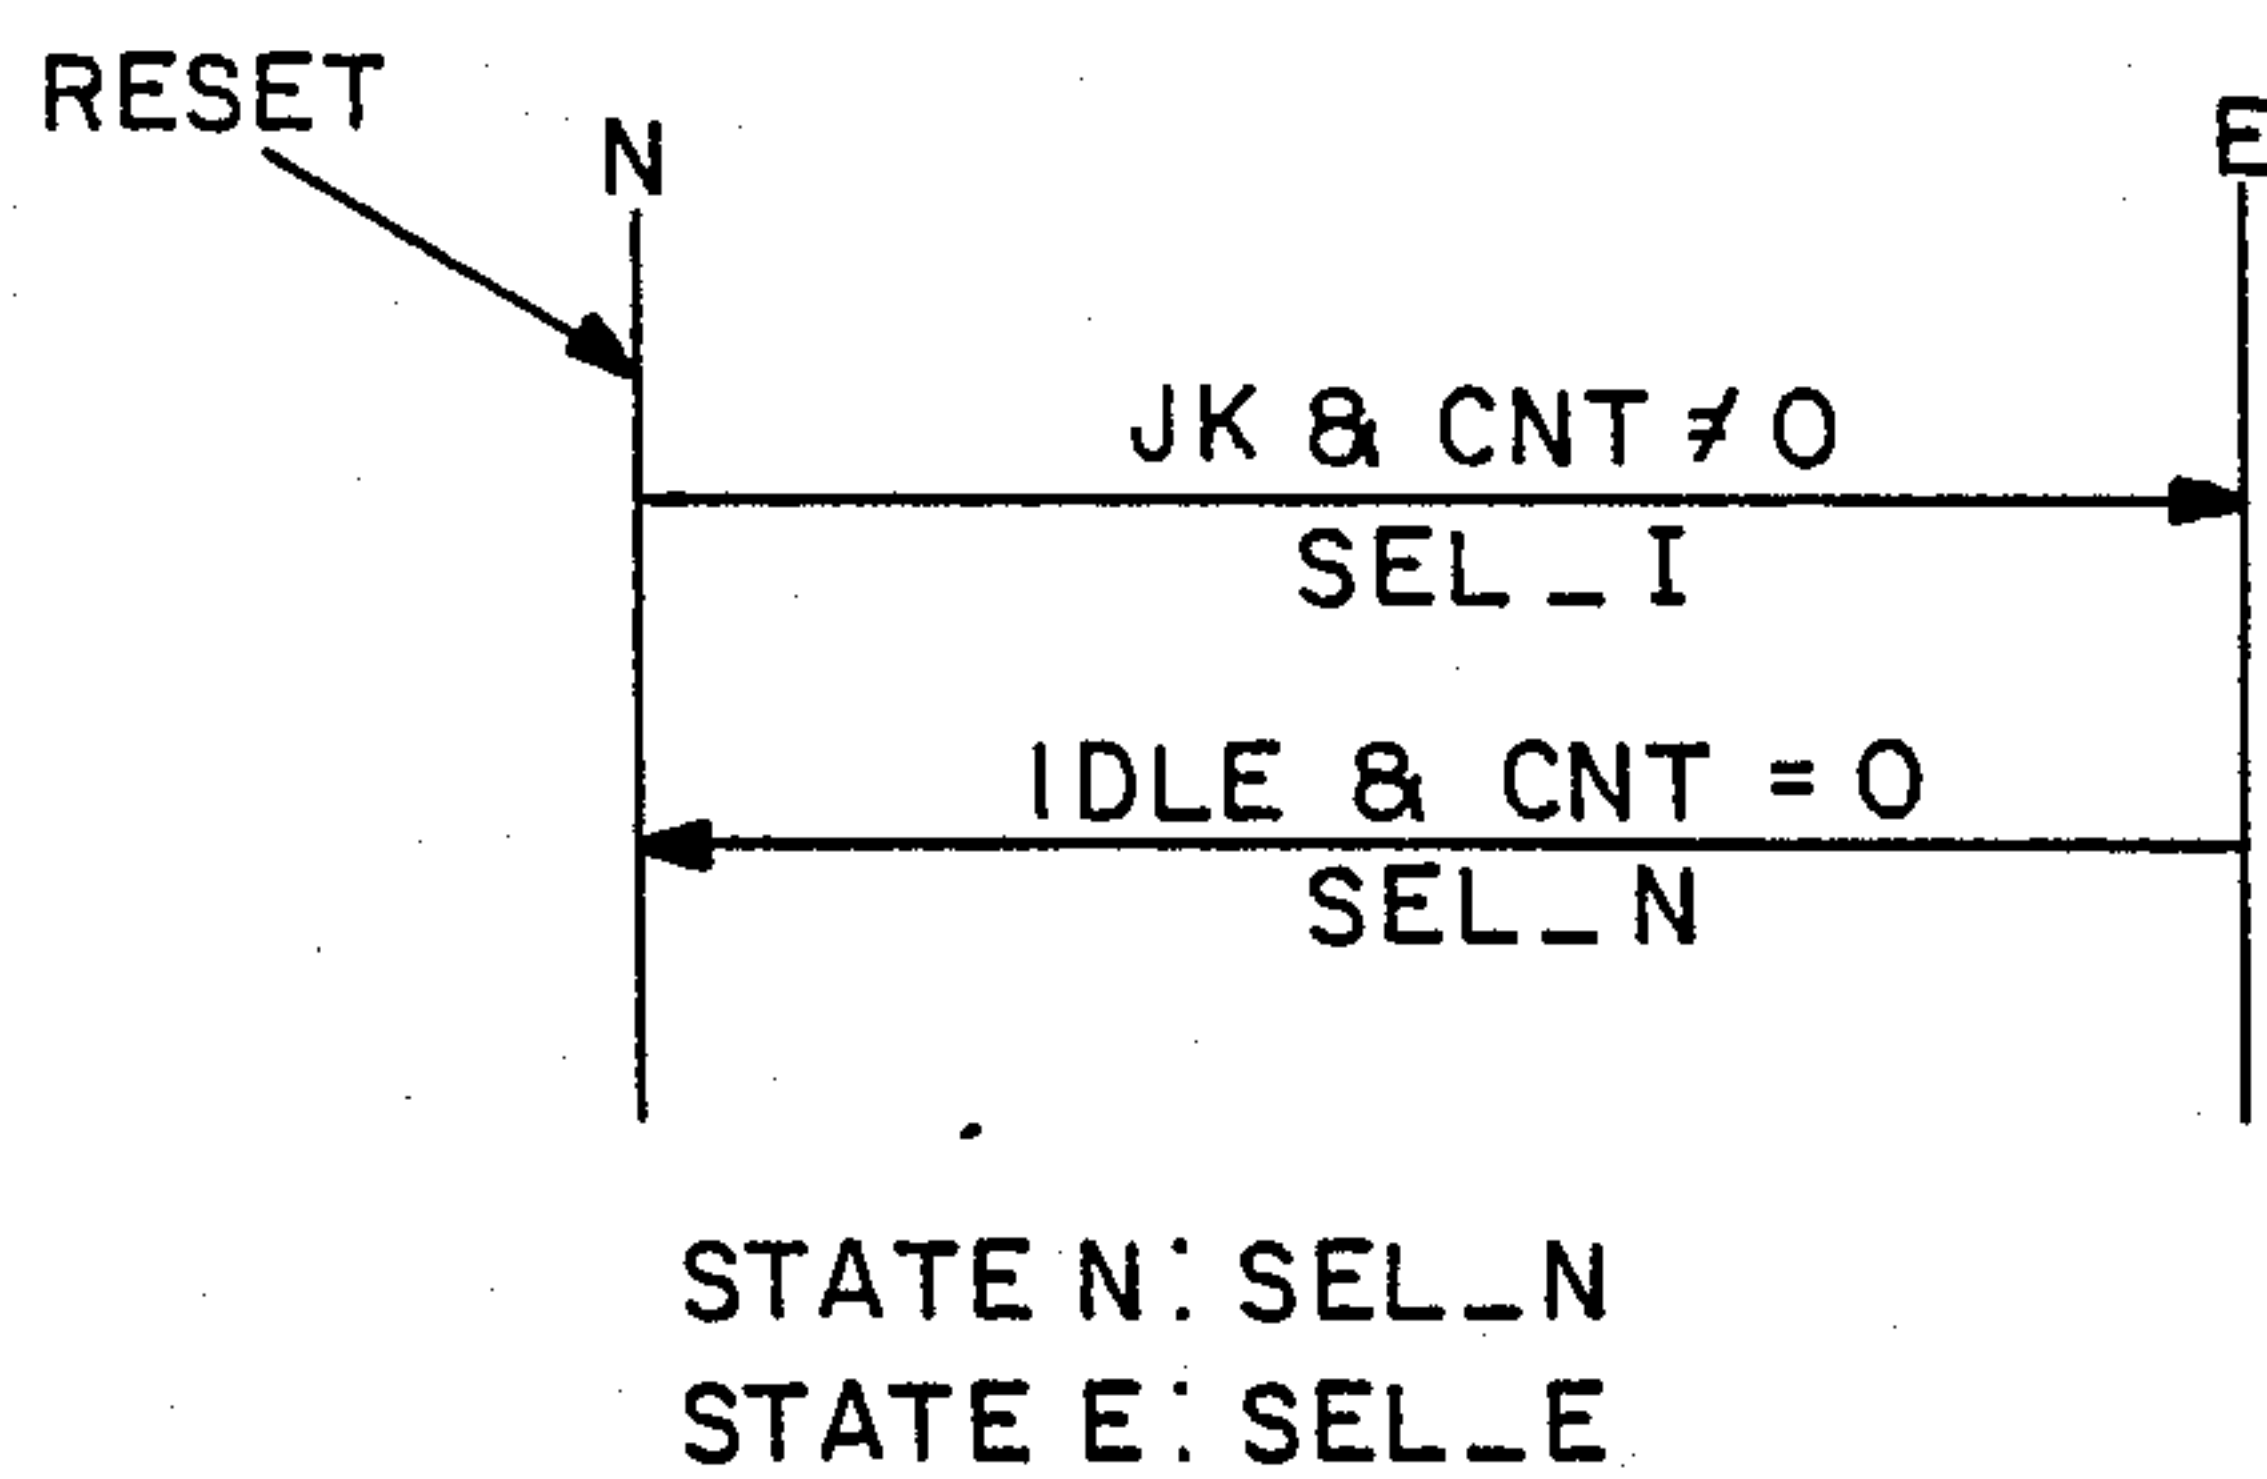 RESET
N
E
JK & CNT ≠ 0
SEL_I
IDLE & CNT = 0
SEL_N
STATE N: SEL_N
STATE E: SEL_E